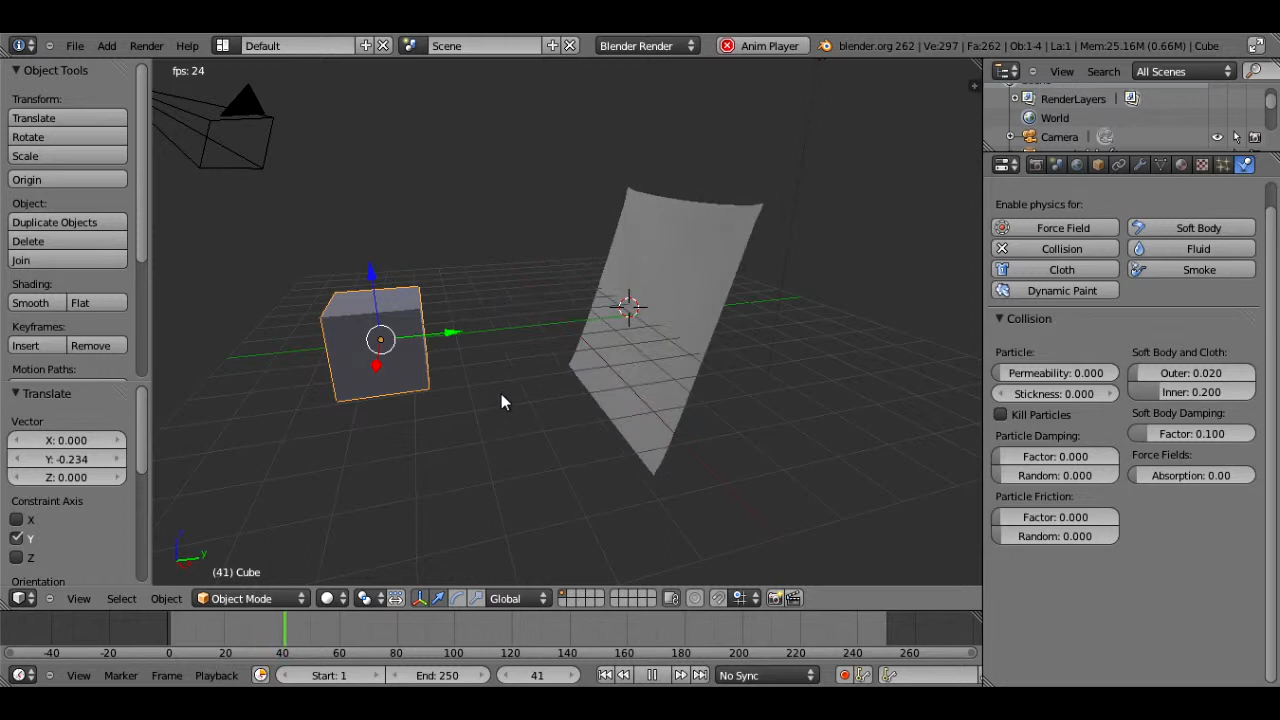 File Add Render Help Default Scene Blender Render Anim Player blender.org 262 | Ve:297 | Fa:262 | Ob:1-4 | La:1 | Mem:25.16M (0.66M) | Cube
Object Tools
Transform:
Translate
Rotate
Scale
Origin
Object:
Duplicate Objects
Delete
Join
Shading:
Smooth Flat
Keyframes:
Insert Remove
Motion Paths:
Translate
Vector
X: 0.000
Y: -0.234
Z: 0.000
Constraint Axis
X
Y
Z
Orientation
fps: 24
y
(41) Cube
View Select Object Object Mode Global
View Search All Scenes
RenderLayers |
World
Camera |
Enable physics for:
Force Field Soft Body
Collision Fluid
Cloth Smoke
Dynamic Paint
Collision
Particle: Soft Body and Cloth:
Permeability: 0.000 Outer: 0.020
Stickness: 0.000 Inner: 0.200
Kill Particles Soft Body Damping:
Particle Damping: Factor: 0.100
Factor: 0.000 Force Fields:
Random: 0.000 Absorption: 0.00
Particle Friction:
Factor: 0.000
Random: 0.000
-40 -20 0 20 40 60 80 100 120 140 160 180 200 220 240 260
View Marker Frame Playback Start: 1 End: 250 41 No Sync